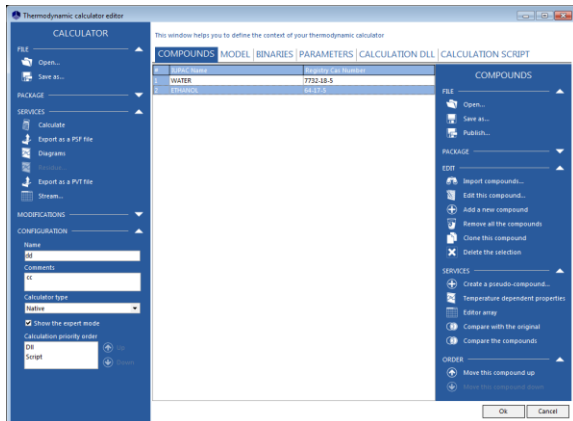 Thermodynamic calculator editor
CALCULATOR
FILE
Open...
Save as...
PACKAGE
SERVICES
Calculate
Export as a PSF file
Diagrams
Export as a PVT file
Stream...
MODIFICATIONS
CONFIGURATION
Name
dd
Comments
cc
Calculator type
Native
Show the expert mode
Calculation priority order
Dll
Script
Up
Down
This window helps you to define the context of your thermodynamic calculator
COMPOUNDS MODEL BINARIES PARAMETERS CALCULATION DLL CALCULATION SCRIPT
# IUPAC Name Registry Cas Number
1 WATER 7732-18-5
2 ETHANOL 64-17-5
COMPOUNDS
FILE
Open...
Save as...
Publish...
PACKAGE
EDIT
Import compounds...
Edit this compound...
Add a new compound
Remove all the compounds
Clone this compound
Delete the selection
SERVICES
Create a pseudo-compound...
Temperature dependent properties
Editor array
Compare with the original
Compare the compounds
ORDER
Move this compound up
Move this compound down
Ok Cancel